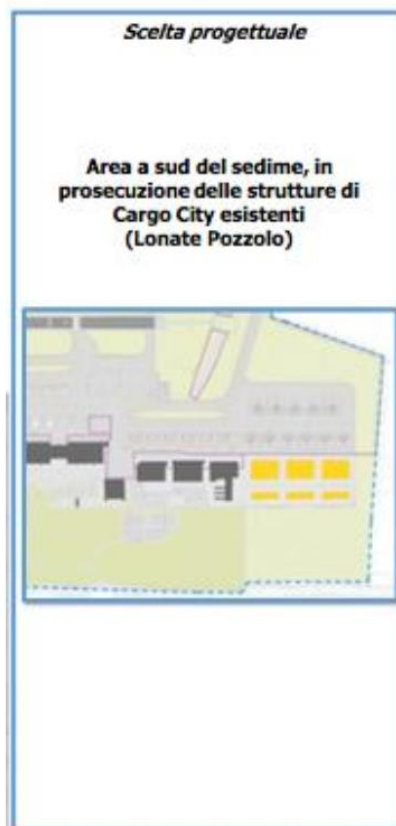 Scelta progettuale
Area a sud del sedime, in
prosecuzione delle strutture di
Cargo City esistenti
(Lonate Pozzolo)